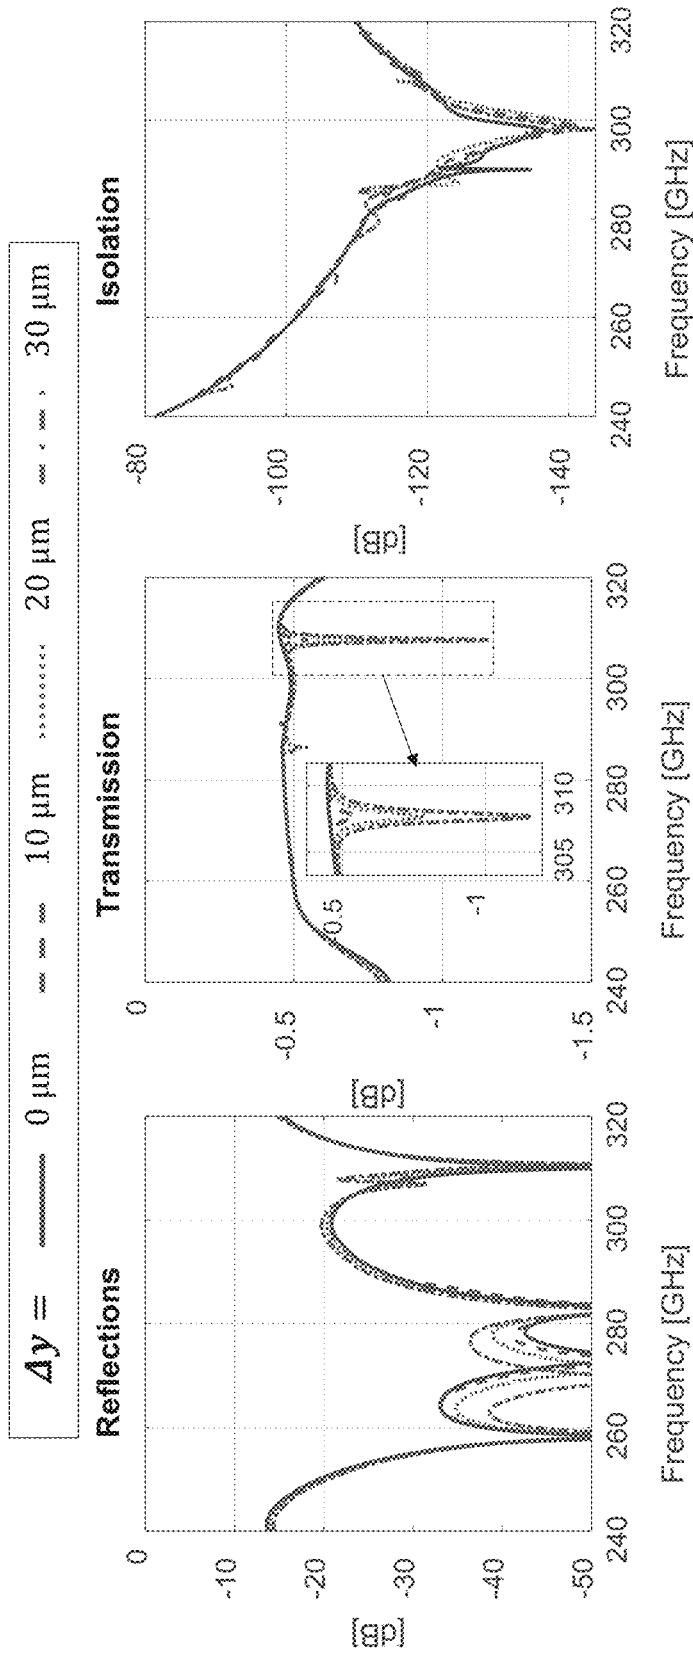 Δy = 0 μm 10 μm 20 μm 30 μm
Reflections
0
-10
-20
-30
-40
-50
[dB]
240 260 280 300 320
Frequency [GHz]
Transmission
0
-0.5
-1
-1.5
[dB]
-0.5
-1
305 310
240 260 280 300 320
Frequency [GHz]
Isolation
-80
-100
-120
-140
[dB]
240 260 280 300 320
Frequency [GHz]